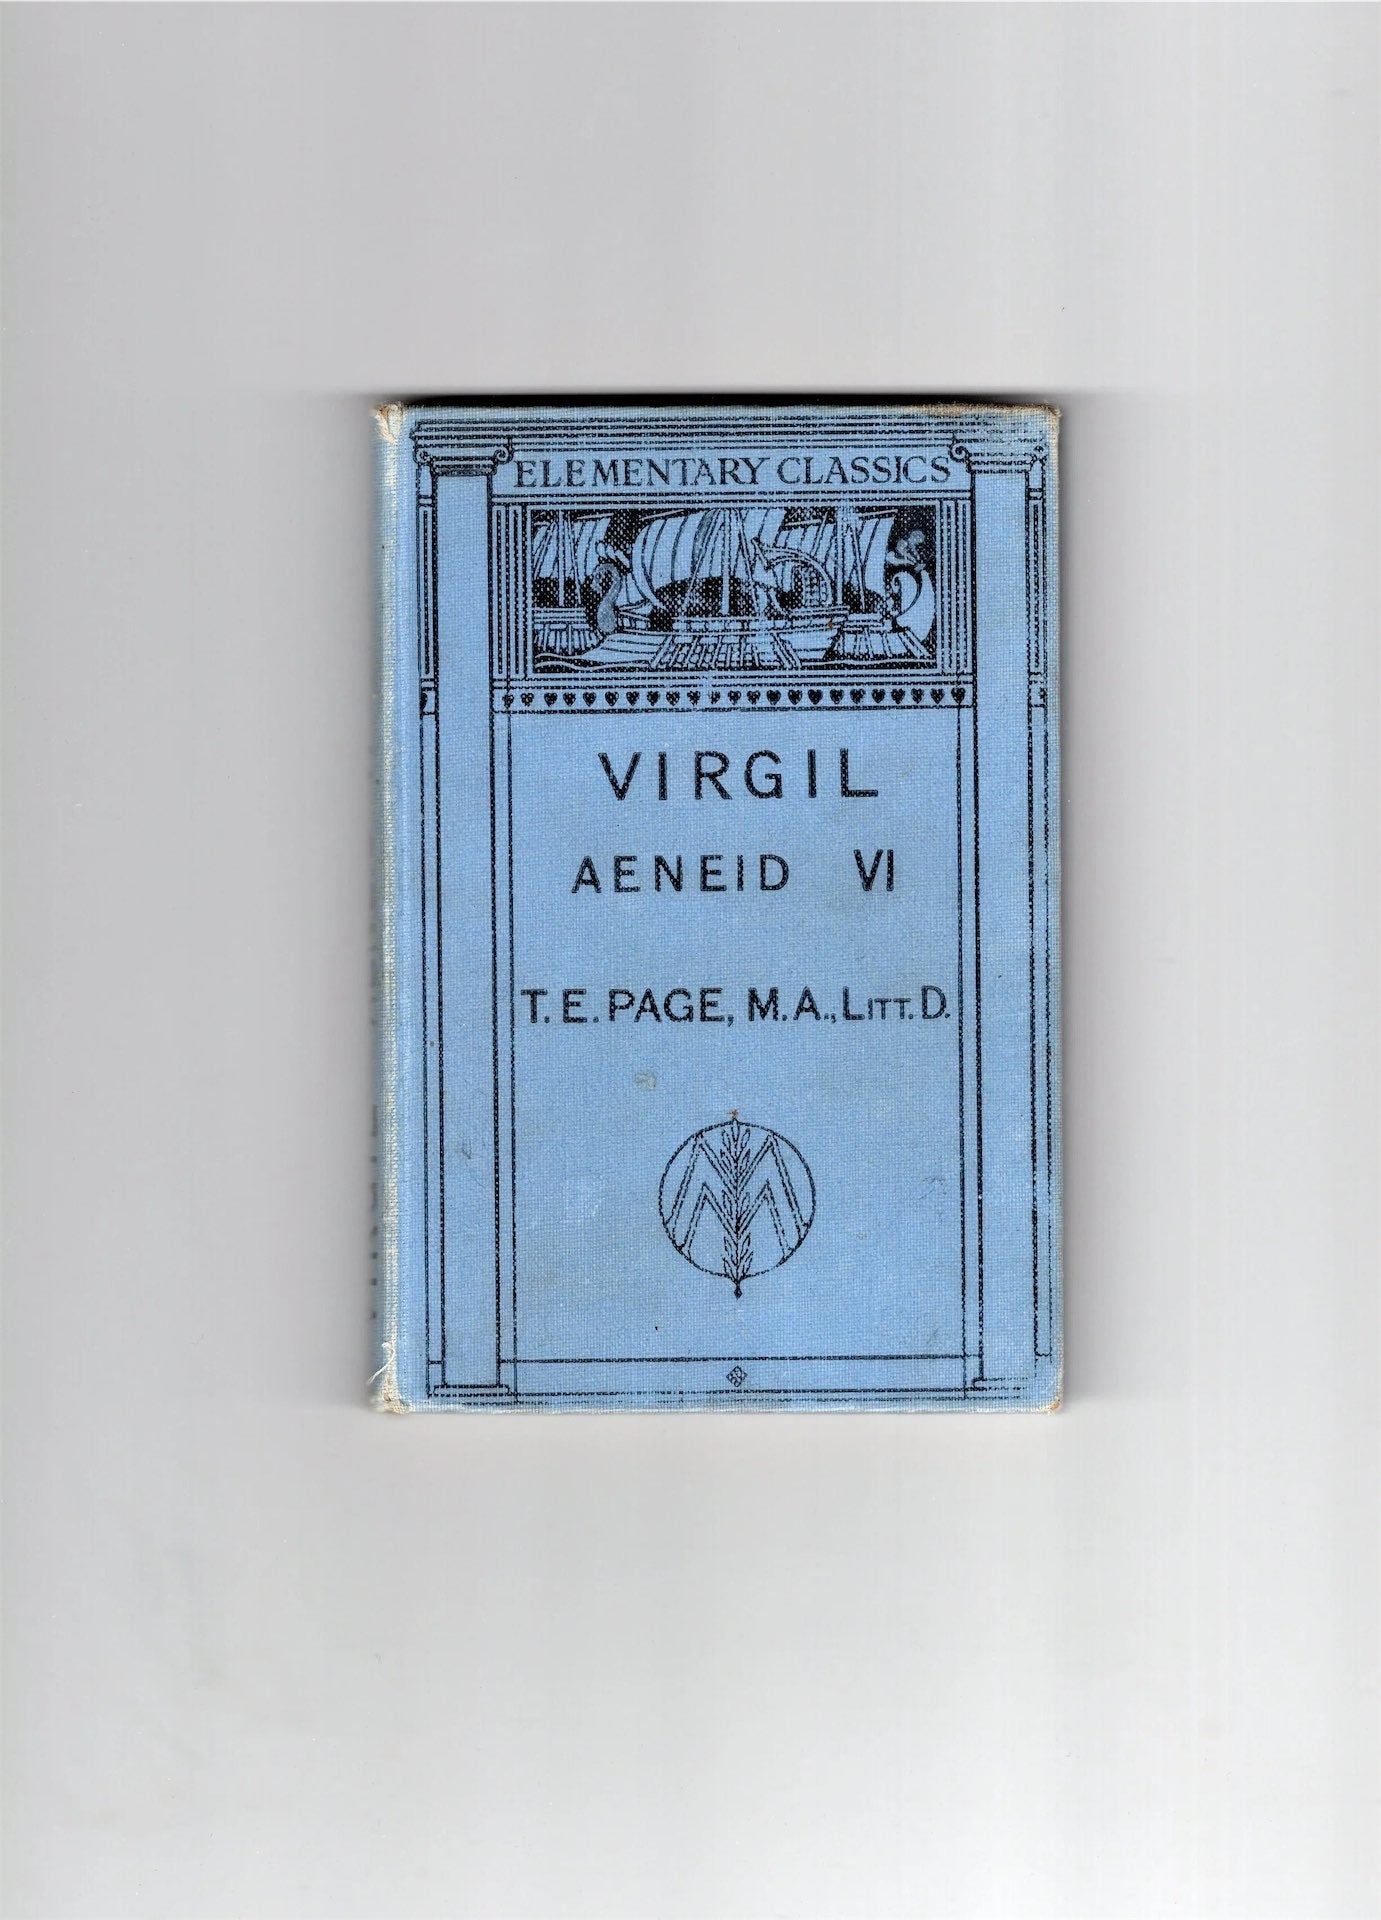 ELEMENTARY CLASSICS
VIRGIL
AENEID VI
T. E. PAGE, M.A., LITT. D.
M